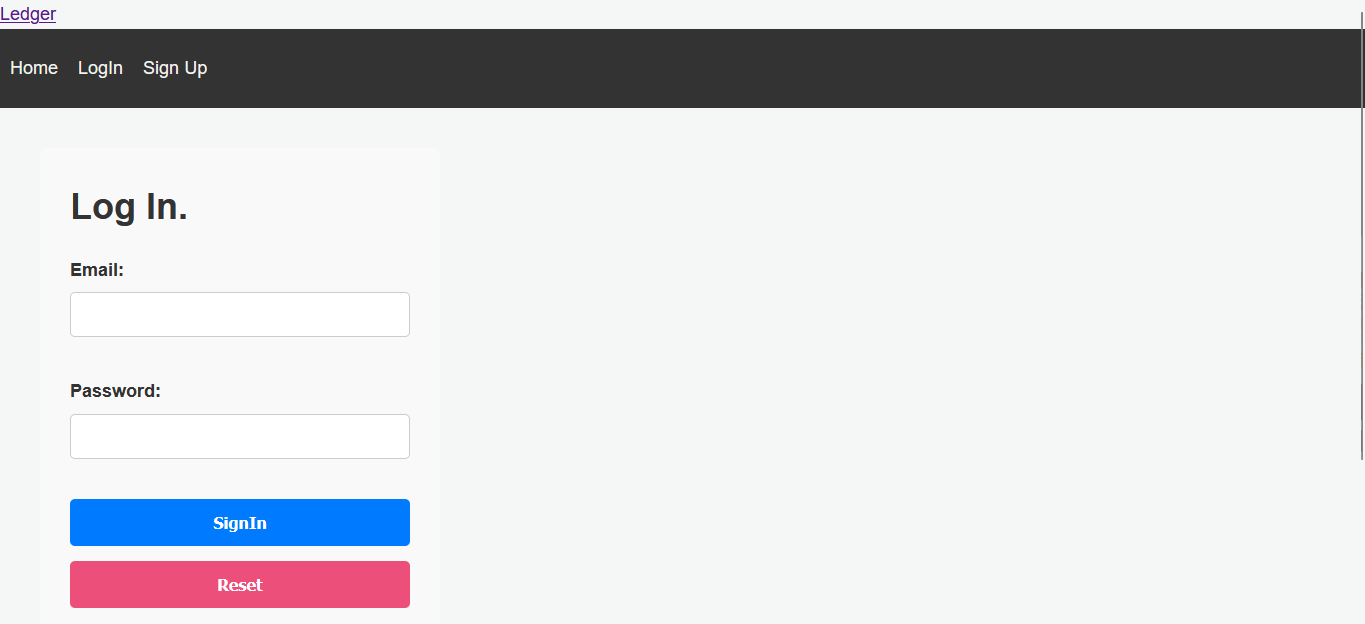 Ledger
Home LogIn Sign Up
Log In.
Email:
Password:
SignIn
Reset